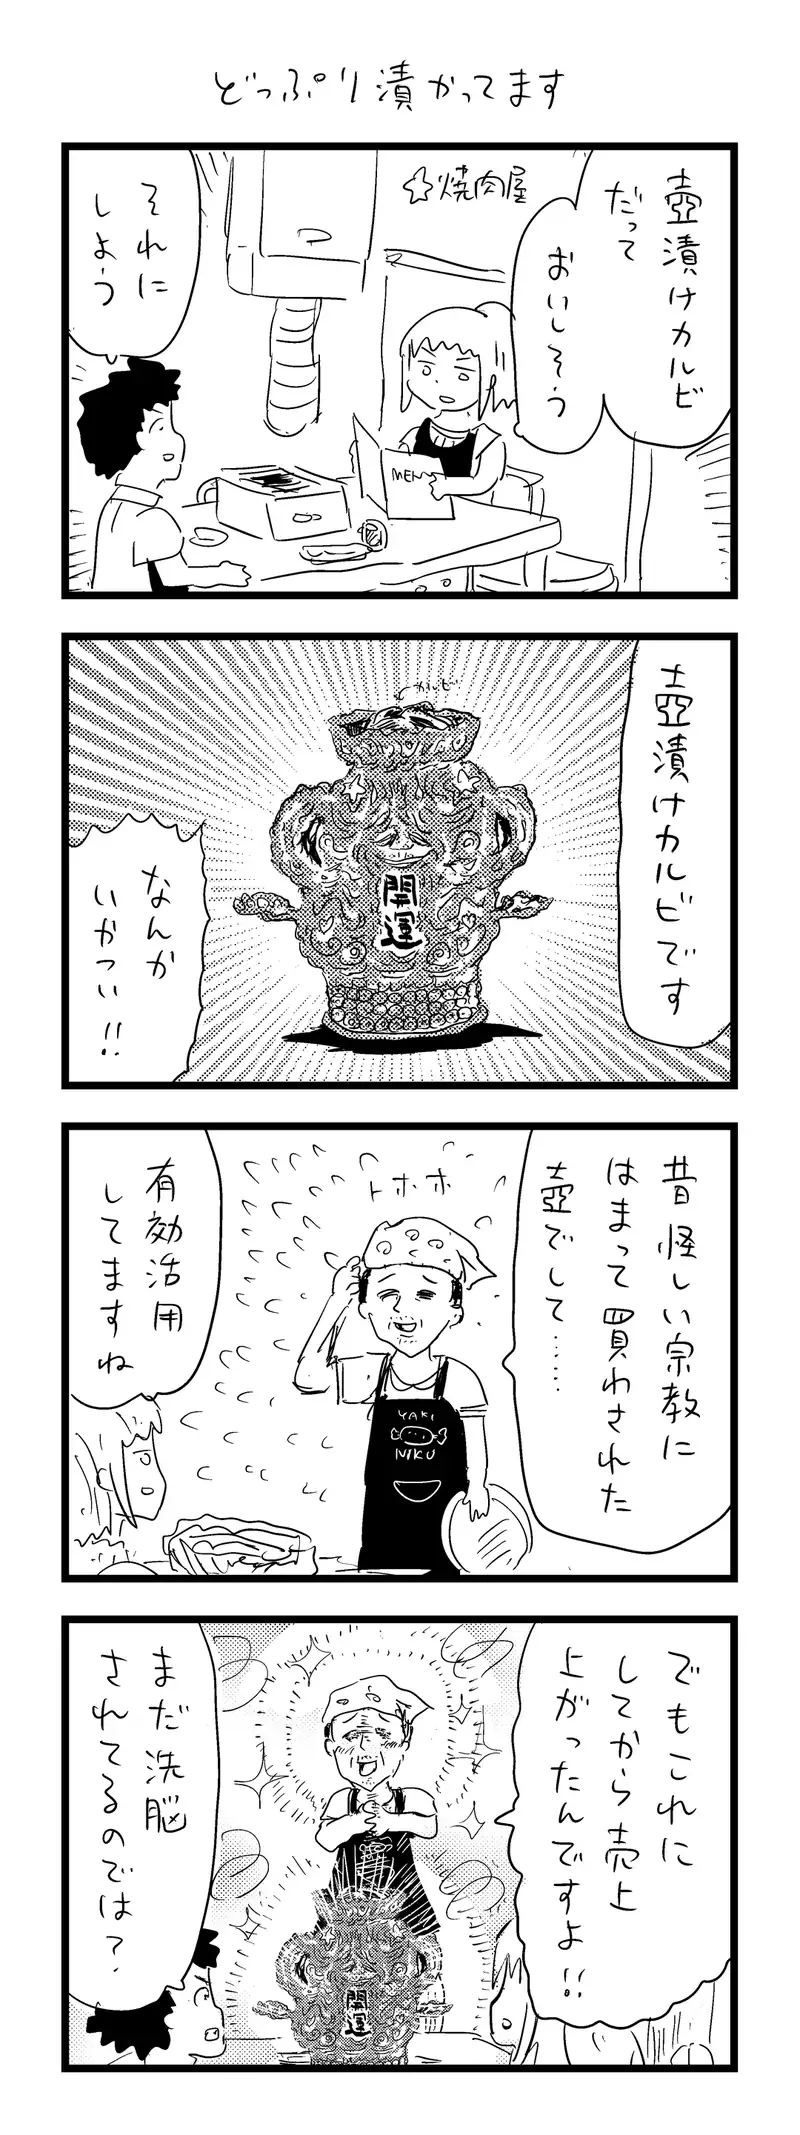 どっぷり漬かってます
壺漬けカルビ
だって
おいしそう
☆焼肉屋
それに
しよう
MENU
壺漬けカルビです
カルビ
開運
なんか
いかつい!!
昔怪しい宗教に
はまって買わされた
壺でして……
トホホ
YAKI
NIKU
有効活用
してますね
でもこれに
してから売上
上がったんですよ!!
開運
まだ洗脳
されてるのでは?